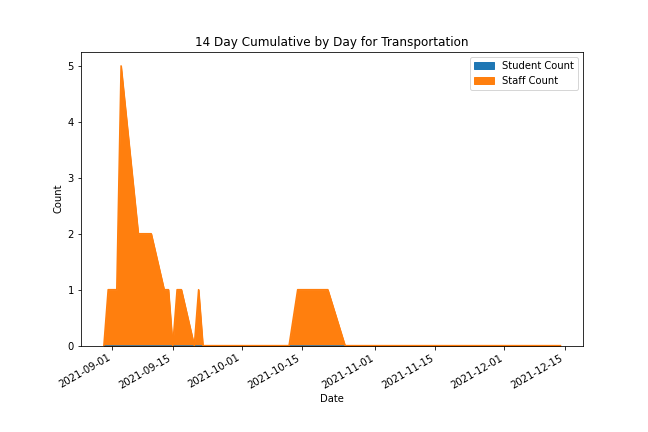 14 Day Cumulative by Day for Transportation
Student Count
Staff Count
5
4
3
2
1
0
Count
2021-09-01
2021-09-15
2021-10-01
2021-10-15
2021-11-01
2021-11-15
2021-12-01
2021-12-15
Date